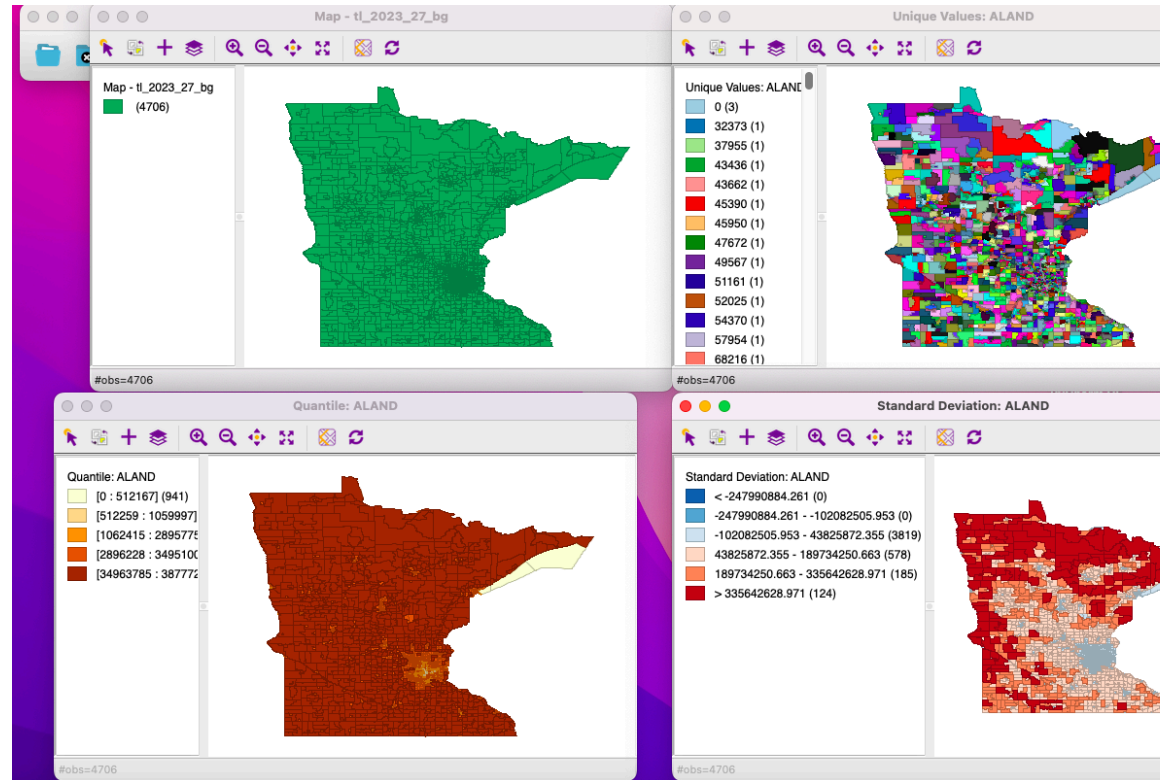 Map - tl_2023_27_bg
Map - tl_2023_27_bg
(4706)
#obs=4706
Unique Values: ALAND
Unique Values: ALAND
0 (3)
32373 (1)
37955 (1)
43436 (1)
43662 (1)
45390 (1)
45950 (1)
47672 (1)
49567 (1)
51161 (1)
52025 (1)
54370 (1)
57954 (1)
68216 (1)
#obs=4706
Quantile: ALAND
Quantile: ALAND
[0 : 512167] (941)
[512259 : 1059997]
[1062415 : 2895775
[2896228 : 3495100
[34963785 : 387772
#obs=4706
Standard Deviation: ALAND
Standard Deviation: ALAND
< -247990884.261 (0)
-247990884.261 - -102082505.953 (0)
-102082505.953 - 43825872.355 (3819)
43825872.355 - 189734250.663 (578)
189734250.663 - 335642628.971 (185)
> 335642628.971 (124)
#obs=4706